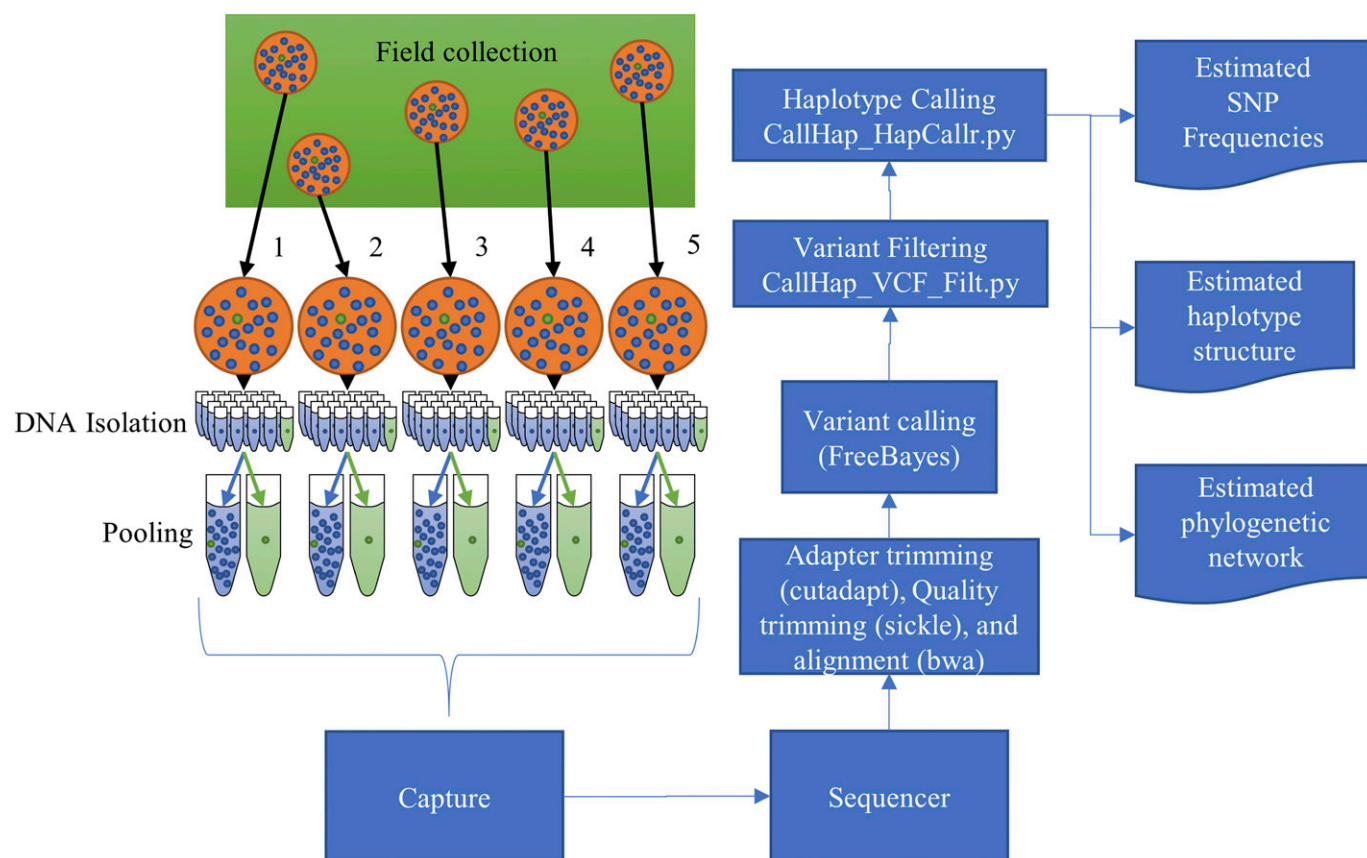 Field collection
1
2
3
4
5
DNA Isolation
Pooling
Capture
Sequencer
Adapter trimming
(cutadapt), Quality
trimming (sickle), and
alignment (bwa)
Variant calling
(FreeBayes)
Variant Filtering
CallHap_VCF_Filt.py
Haplotype Calling
CallHap_HapCallr.py
Estimated
SNP
Frequencies
Estimated
haplotype
structure
Estimated
phylogenetic
network